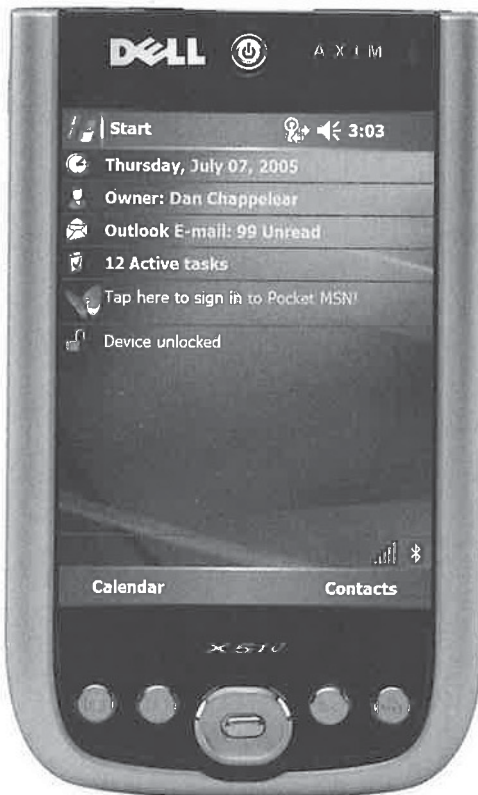 DELL AXIM
Start 3:03
Thursday, July 07, 2005
Owner: Dan Chappelear
Outlook E-mail: 99 Unread
12 Active tasks
Tap here to sign in to Pocket MSN!
Device unlocked
Calendar Contacts
X51v